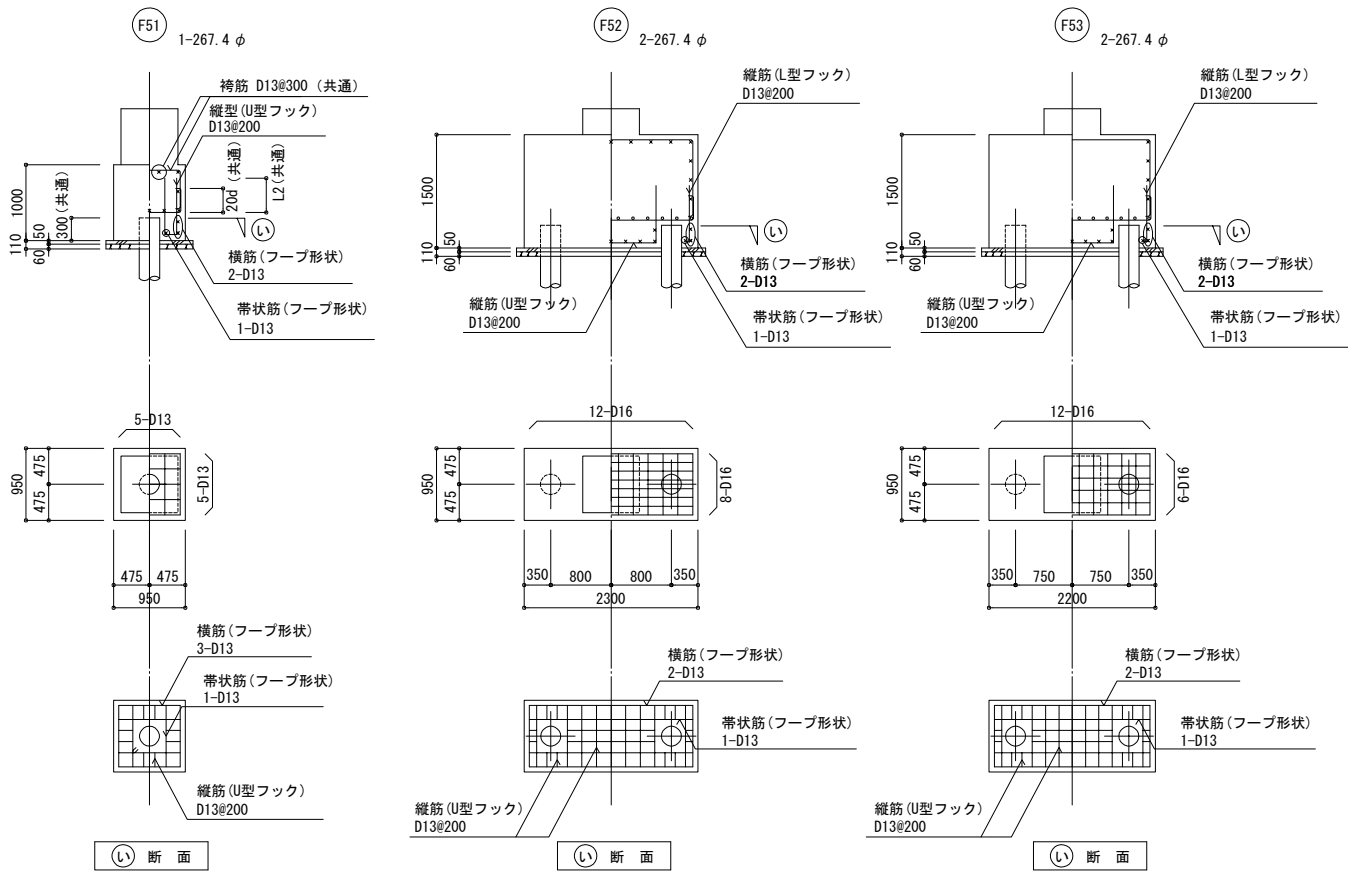 F51
1-267.4 φ
袴筋 D13@300 (共通)
縦型(U型フック)
D13@200
1000
110
50
60
300(共通)
20d (共通)
L2(共通)
い
横筋(フープ形状)
2-D13
帯状筋(フープ形状)
1-D13
5-D13
5-D13
950
475
475
475
475
950
横筋(フープ形状)
3-D13
帯状筋(フープ形状)
1-D13
縦筋(U型フック)
D13@200
い 断 面
F52
2-267.4 φ
縦筋(L型フック)
D13@200
1500
110
50
60
い
横筋(フープ形状)
2-D13
縦筋(U型フック)
D13@200
帯状筋(フープ形状)
1-D13
12-D16
8-D16
950
475
475
350
800
800
350
2300
横筋(フープ形状)
2-D13
帯状筋(フープ形状)
1-D13
縦筋(U型フック)
D13@200
い 断 面
F53
2-267.4 φ
縦筋(L型フック)
D13@200
1500
110
50
60
い
横筋(フープ形状)
2-D13
縦筋(U型フック)
D13@200
帯状筋(フープ形状)
1-D13
12-D16
6-D16
950
475
475
350
750
750
350
2200
横筋(フープ形状)
2-D13
帯状筋(フープ形状)
1-D13
縦筋(U型フック)
D13@200
い 断 面